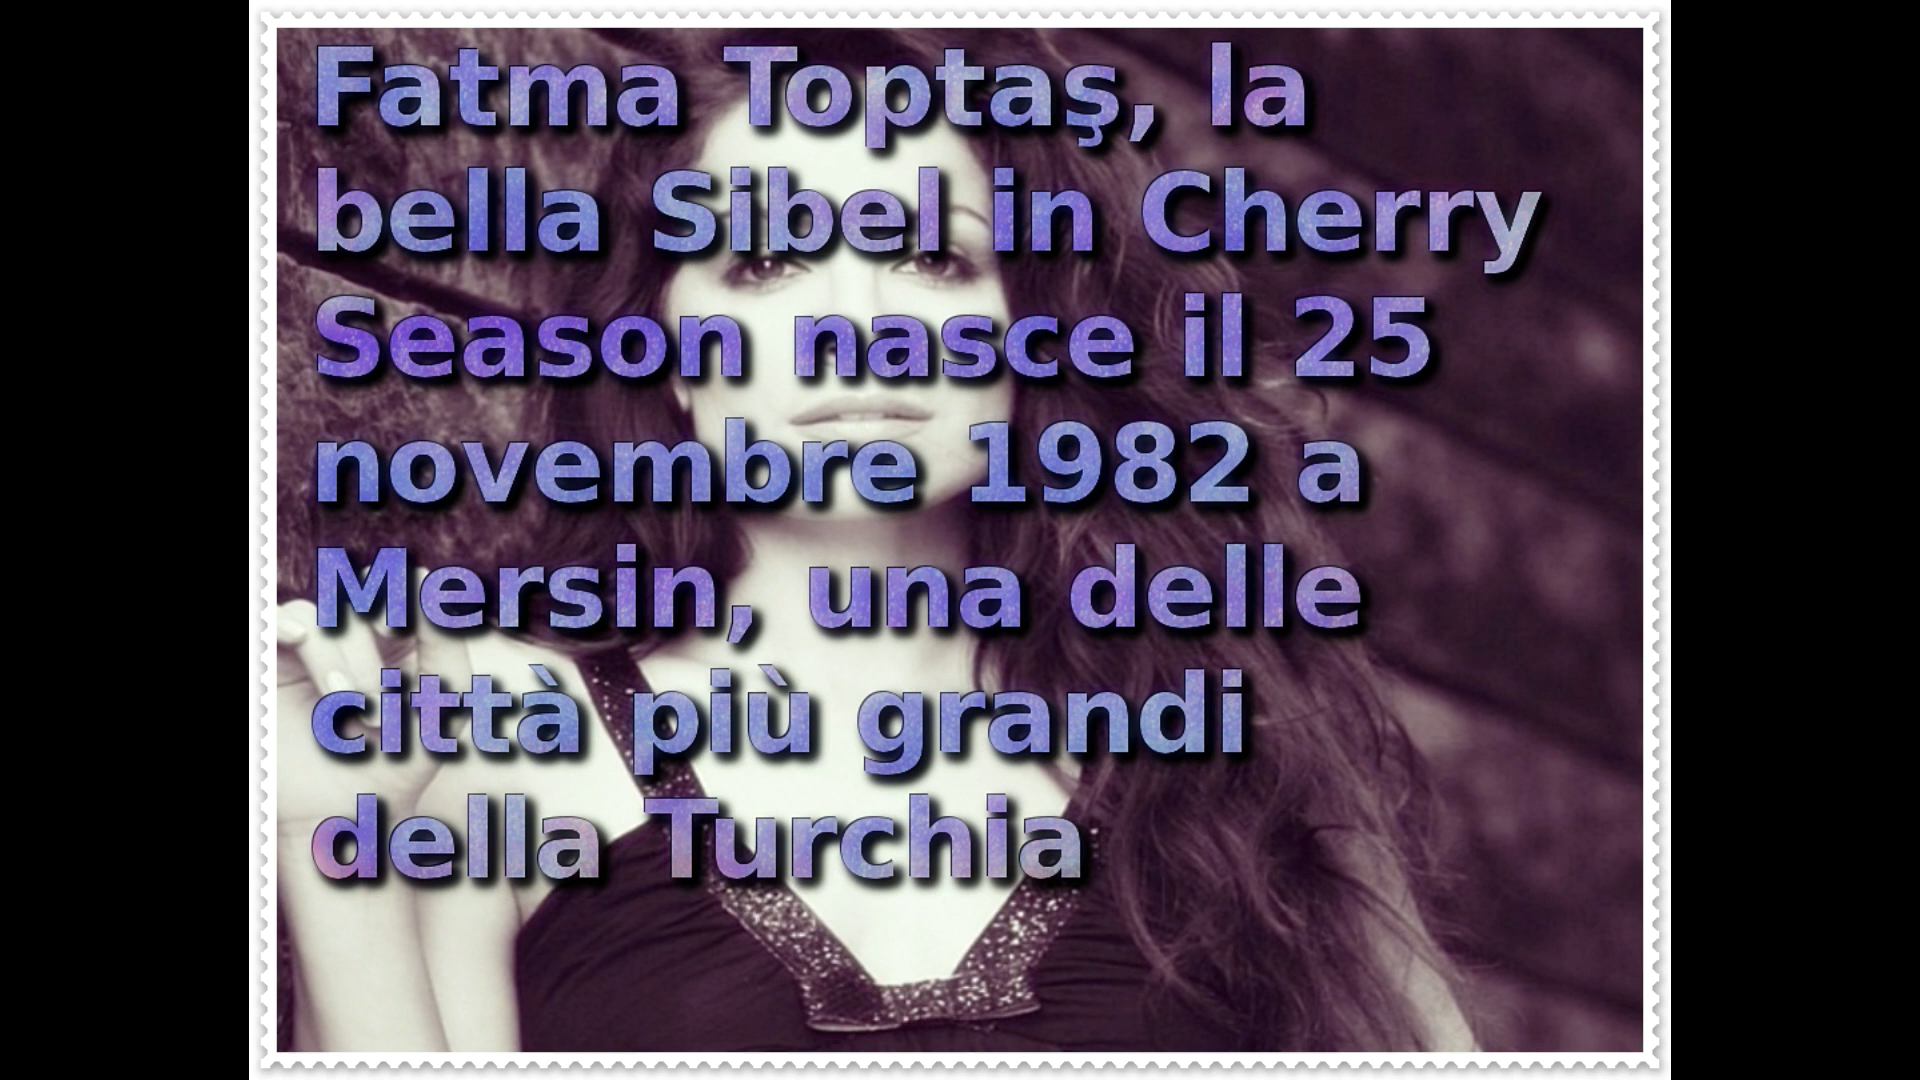 Fatma Toptaş, la
bella Sibel in Cherry
Season nasce il 25
novembre 1982 a
Mersin, una delle
città più grandi
della Turchia